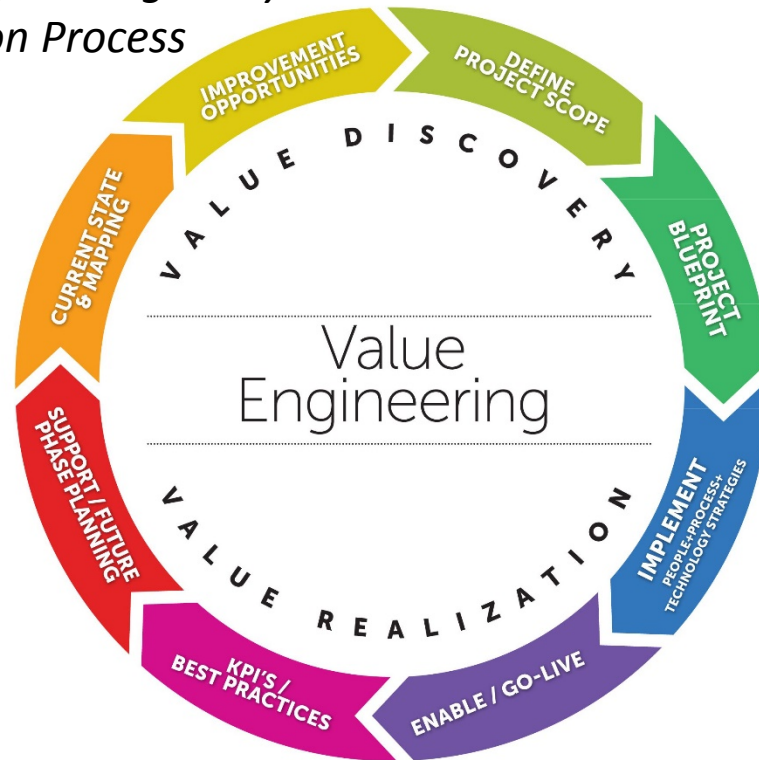 on Process
IMPROVEMENT
OPPORTUNITIES
DEFINE
PROJECT SCOPE
PROJECT
BLUEPRINT
IMPLEMENT
PEOPLE+PROCESS+
TECHNOLOGY STRATEGIES
ENABLE / GO-LIVE
KPI'S /
BEST PRACTICES
SUPPORT / FUTURE
PHASE PLANNING
CURRENT STATE
& MAPPING
VALUE DISCOVERY
Value
Engineering
VALUE REALIZATION